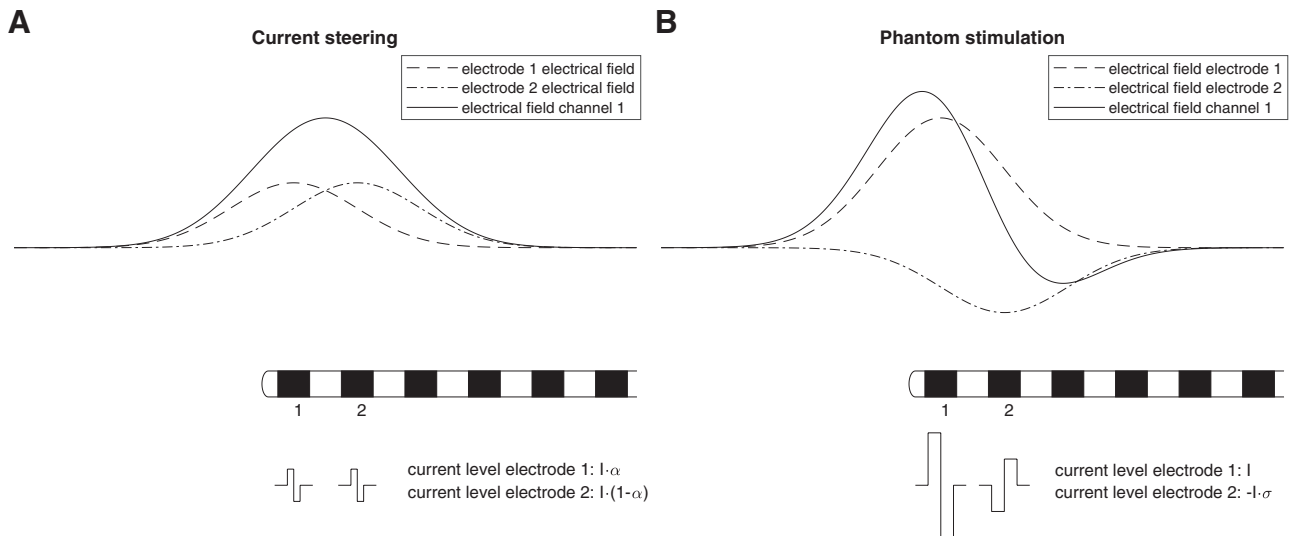 A
Current steering
electrode 1 electrical field
electrode 2 electrical field
electrical field channel 1
1 2
current level electrode 1: I·α
current level electrode 2: I·(1-α)
B
Phantom stimulation
electrical field electrode 1
electrical field electrode 2
electrical field channel 1
1 2
current level electrode 1: I
current level electrode 2: -I·σ